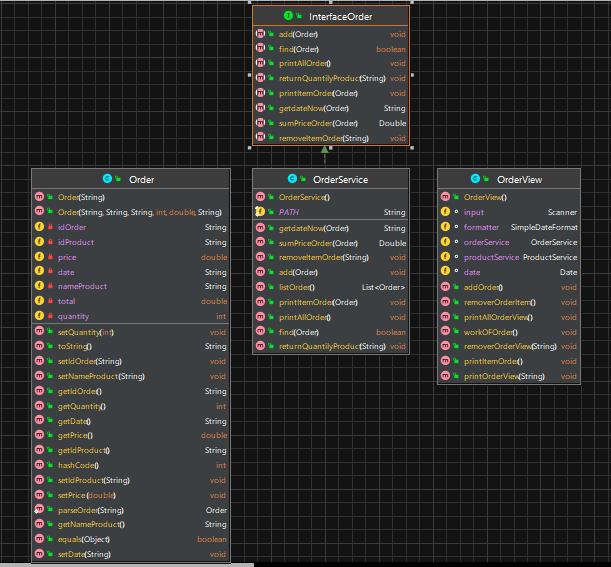 InterfaceOrder
add(Order) void
find(Order) boolean
printAllOrder() void
returnQuantilyProduct(String) void
printItemOrder(Order) void
getdateNow(Order) String
sumPriceOrder(Order) Double
removeItemOrder(String) void
Order
Order(String)
Order(String, String, String, int, double, String)
idOrder String
idProduct String
price double
date String
nameProduct String
total double
quantity int
setQuantity(int) void
toString() String
setIdOrder(String) void
setNameProduct(String) void
getIdOrder() String
getQuantity() int
getDate() String
getPrice() double
getIdProduct() String
hashCode() int
setIdProduct(String) void
setPrice(double) void
parseOrder(String) Order
getNameProduct() String
equals(Object) boolean
setDate(String) void
OrderService
OrderService()
PATH String
getdateNow(Order) String
sumPriceOrder(Order) Double
removeItemOrder(String) void
add(Order) void
listOrder() List<Order>
printItemOrder(Order) void
printAllOrder() void
find(Order) boolean
returnQuantilyProduct(String) void
OrderView
OrderView()
input Scanner
formatter SimpleDateFormat
orderService OrderService
productService ProductService
date Date
addOrder() void
removerOrderItem() void
printAllOrderView() void
workOFOrder() void
removerOrderView(String) void
printItemOrder() void
printOrderView(String) void